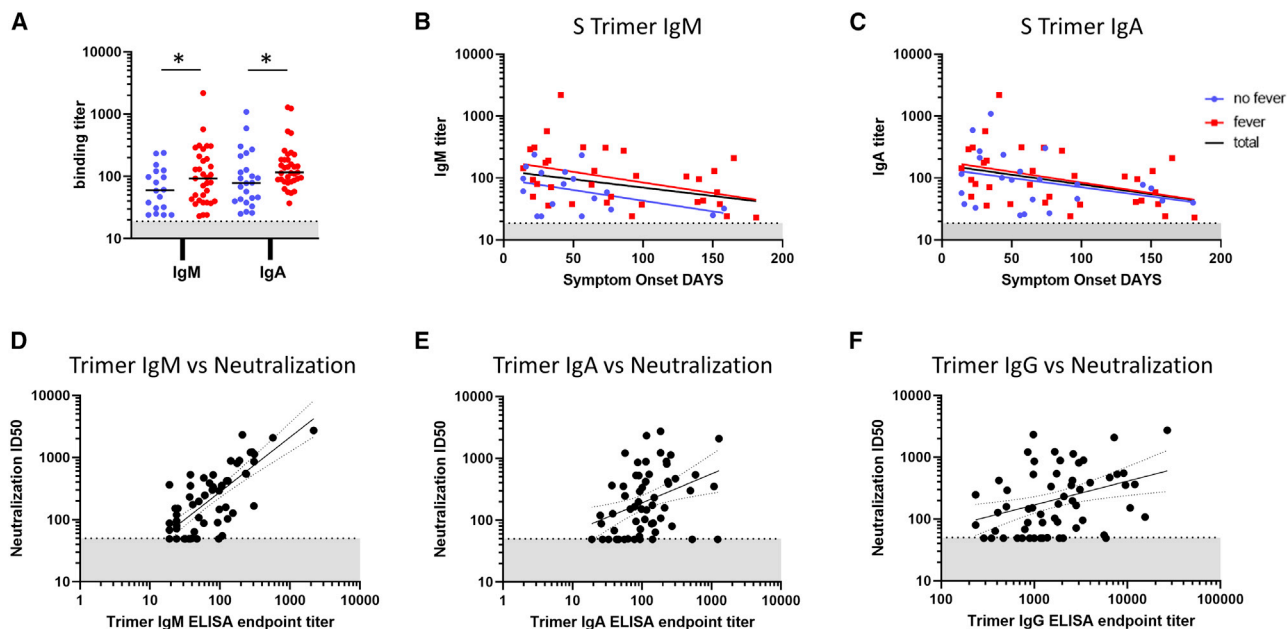 A
10000
1000
100
10
binding titer
*
*
IgM
IgA
B
S Trimer IgM
10000
1000
100
10
IgM titer
0
50
100
150
200
Symptom Onset DAYS
C
S Trimer IgA
10000
1000
100
10
IgA titer
0
50
100
150
200
Symptom Onset DAYS
no fever
fever
total
D
Trimer IgM vs Neutralization
10000
1000
100
10
Neutralization ID50
1
10
100
1000
10000
Trimer IgM ELISA endpoint titer
E
Trimer IgA vs Neutralization
10000
1000
100
10
Neutralization ID50
1
10
100
1000
10000
Trimer IgA ELISA endpoint titer
F
Trimer IgG vs Neutralization
10000
1000
100
10
Neutralization ID50
100
1000
10000
100000
Trimer IgG ELISA endpoint titer